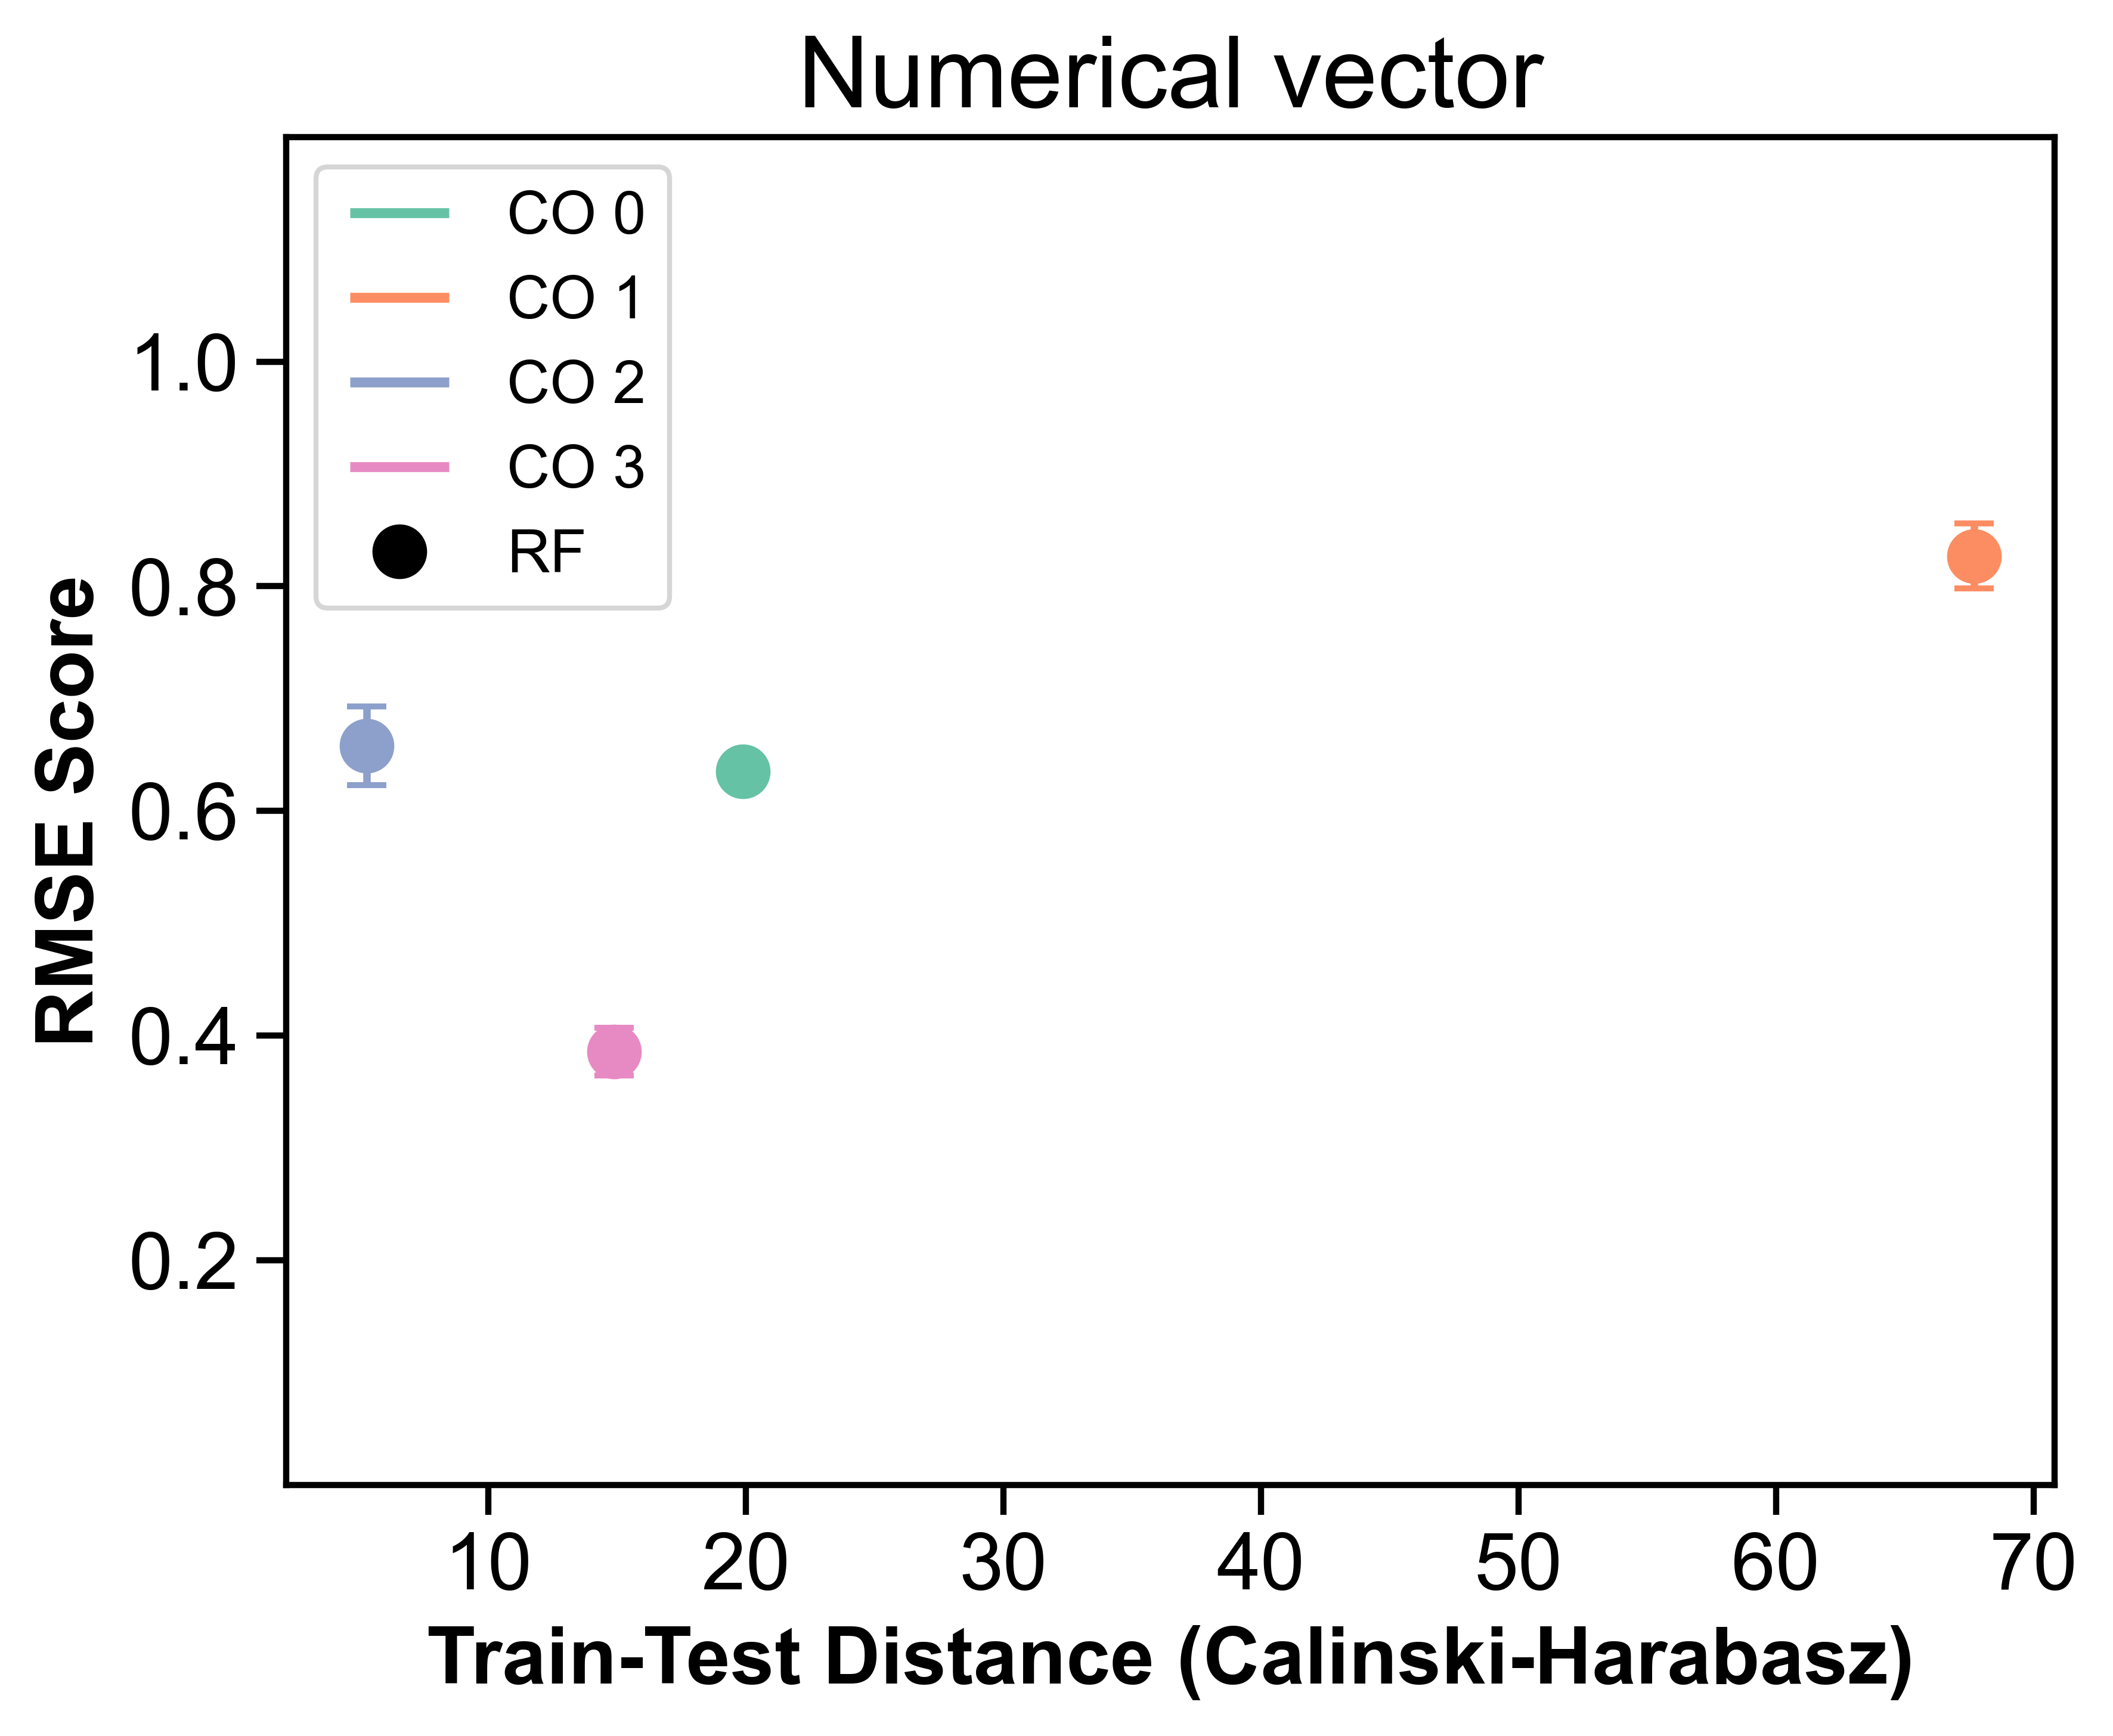 Numerical vector
CO 0
CO 1
CO 2
CO 3
RF
RMSE Score
1.0
0.8
0.6
0.4
0.2
10 20 30 40 50 60 70
Train-Test Distance (Calinski-Harabasz)